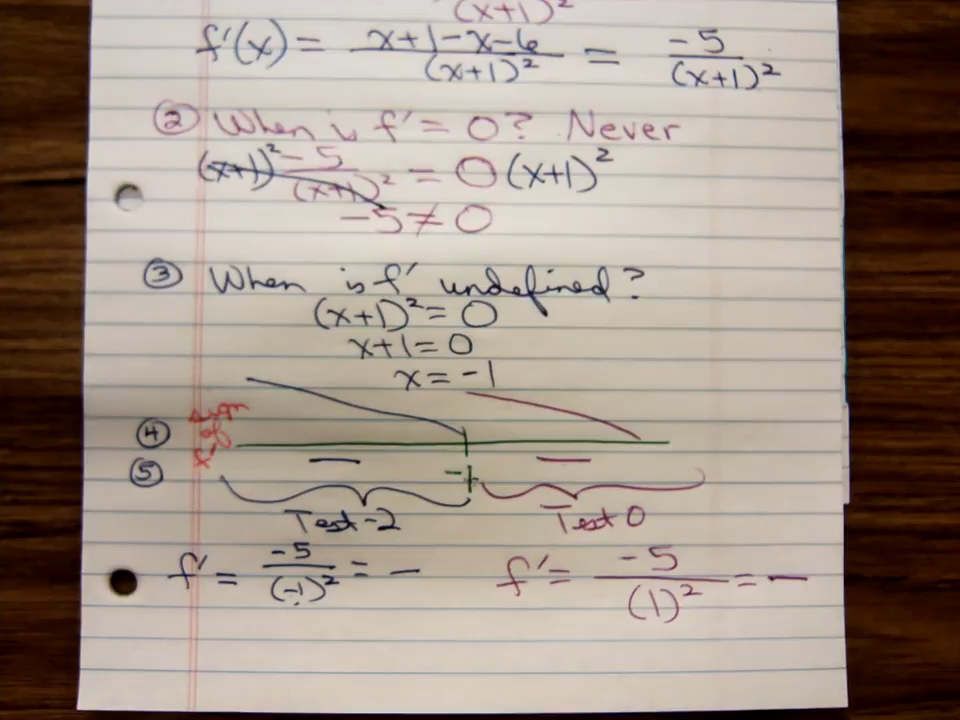 (x+1)²
f'(x) = x+1-x-6/(x+1)² = -5/(x+1)²
② When is f' = 0? Never
(x+1)² -5/(x+1)² = 0 (x+1)²
-5 ≠ 0
③ When is f' undefined?
(x+1)² = 0
x+1 = 0
x = -1
④
⑤ — -1 —
Test -2 Test 0
f' = -5/(-1)² = - f' = -5/(1)² = -